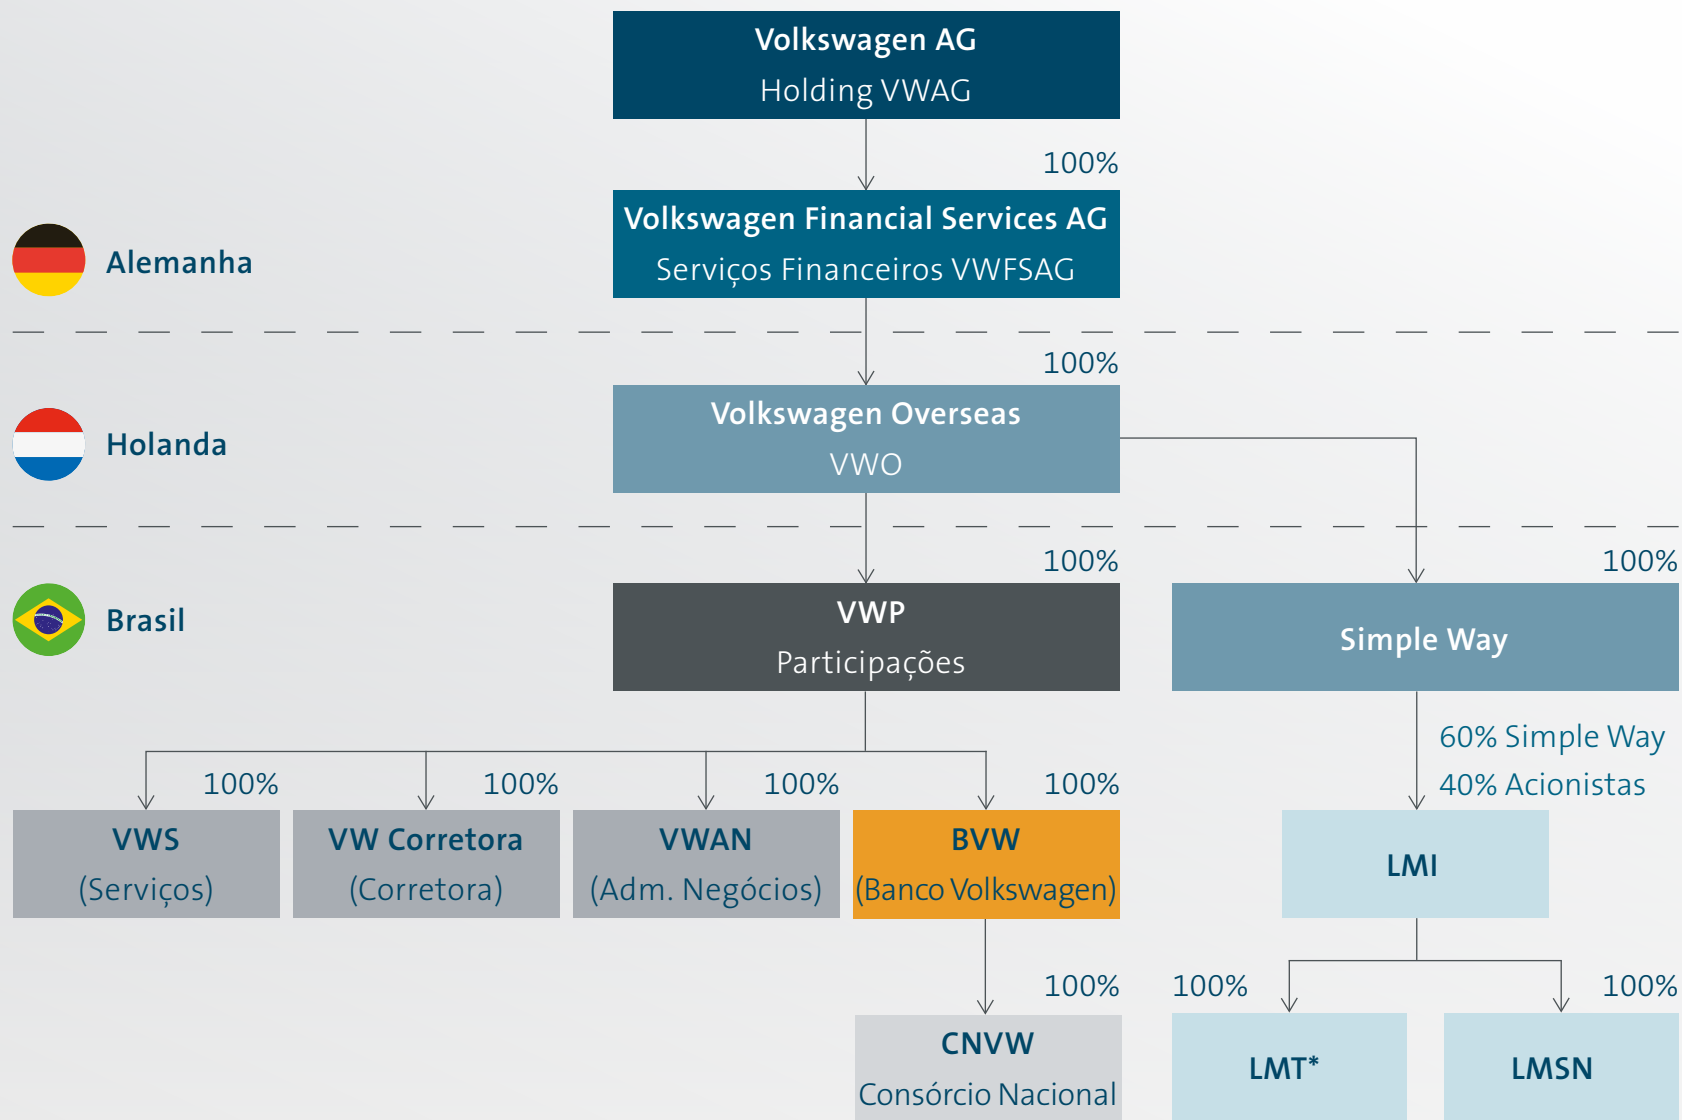 Volkswagen AG
Holding VWAG
100%
Volkswagen Financial Services AG
Serviços Financeiros VWFSAG
Alemanha
100%
Volkswagen Overseas
VWO
Holanda
100%
100%
VWP
Participações
Simple Way
Brasil
60% Simple Way
40% Acionistas
100%
100%
100%
100%
VWS
(Serviços)
VW Corretora
(Corretora)
VWAN
(Adm. Negócios)
BVW
(Banco Volkswagen)
LMI
100%
100%
100%
CNVW
Consórcio Nacional
LMT*
LMSN